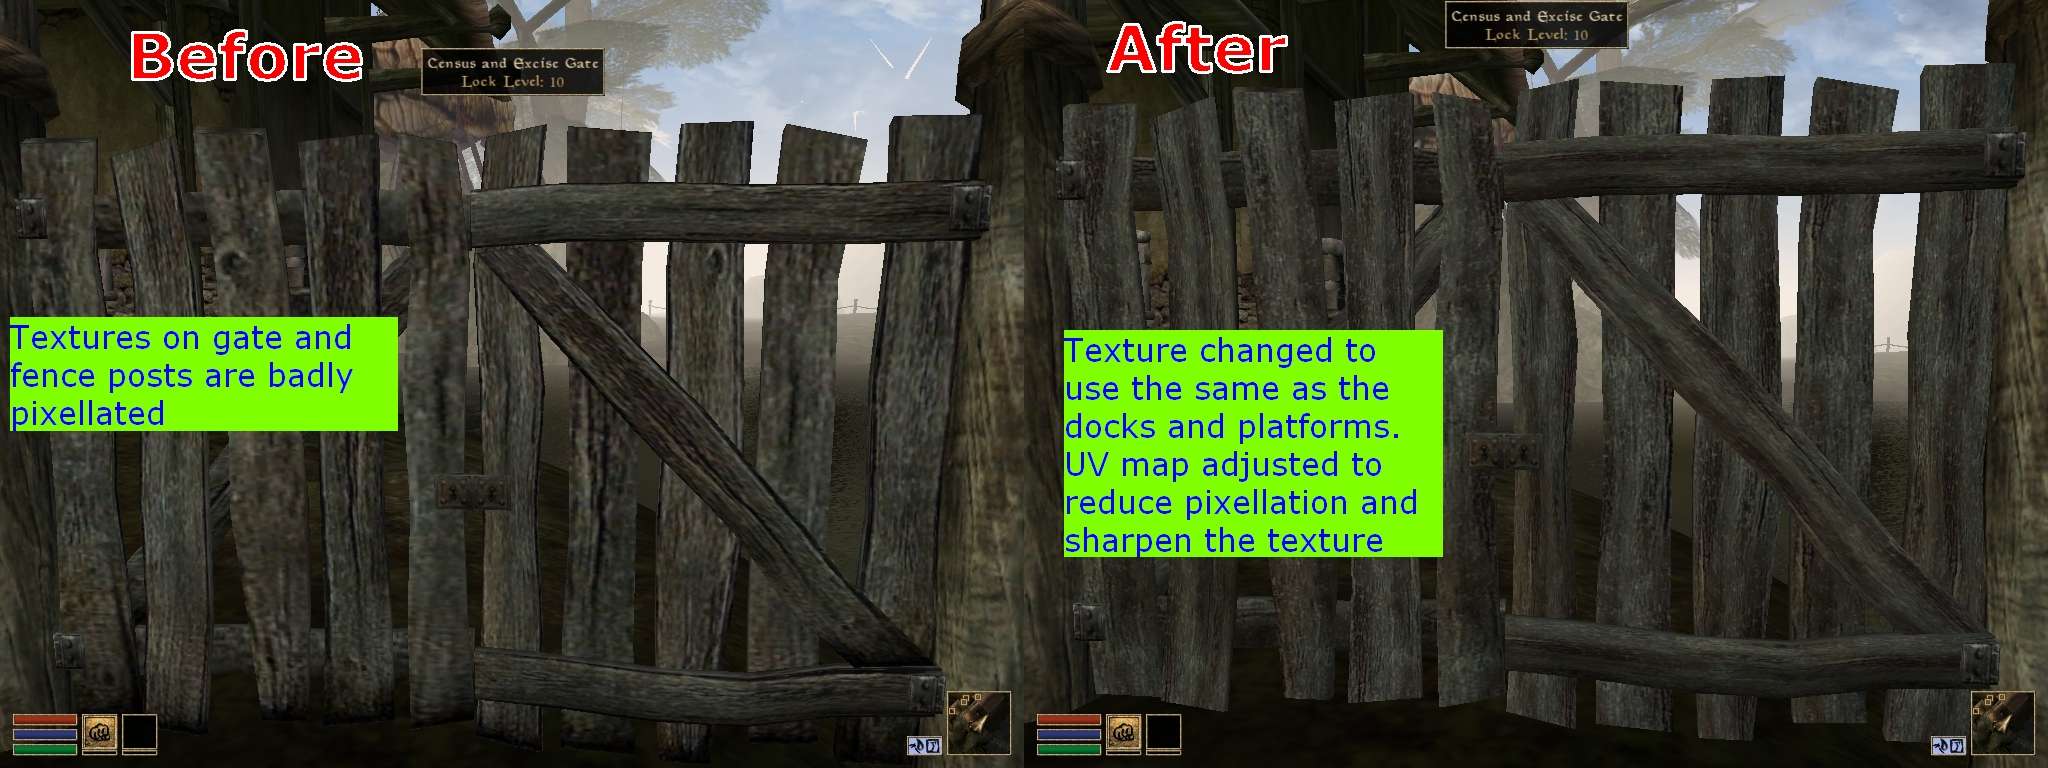 Before
Census and Excise Gate
Lock Level: 10
Textures on gate and
fence posts are badly
pixellated
After
Census and Excise Gate
Lock Level: 10
Texture changed to
use the same as the
docks and platforms.
UV map adjusted to
reduce pixellation and
sharpen the texture